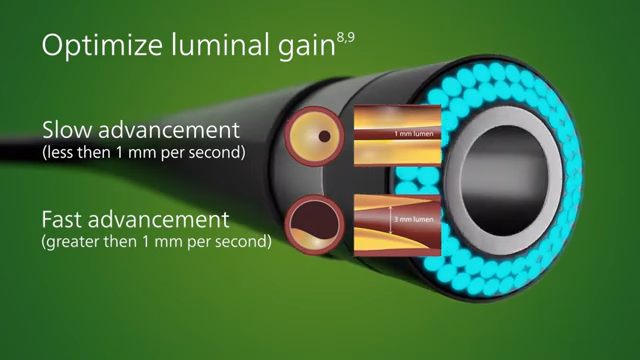 Optimize luminal gain8,9
Slow advancement
(less then 1 mm per second)
1 mm lumen
Fast advancement
(greater then 1 mm per second)
3 mm lumen